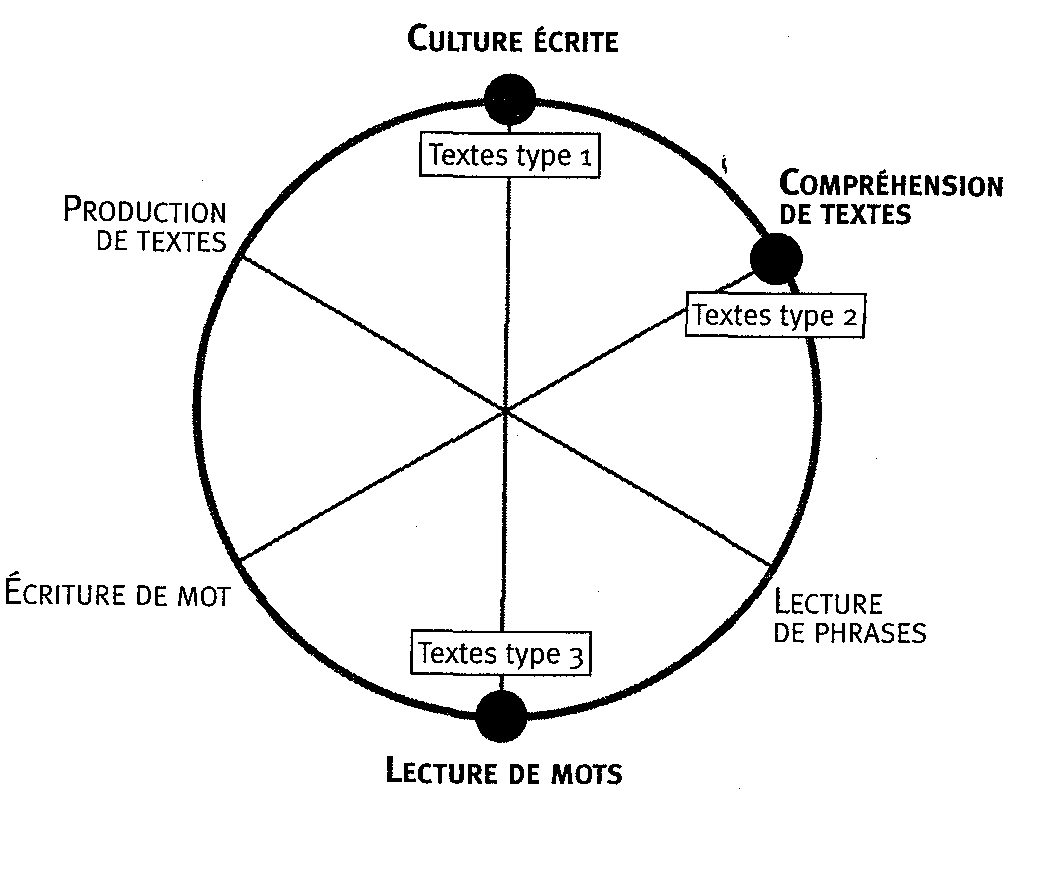 CULTURE ÉCRITE
Textes type 1
COMPRÉHENSION
DE TEXTES
PRODUCTION
DE TEXTES
Textes type 2
ÉCRITURE DE MOT
LECTURE
DE PHRASES
Textes type 3
LECTURE DE MOTS